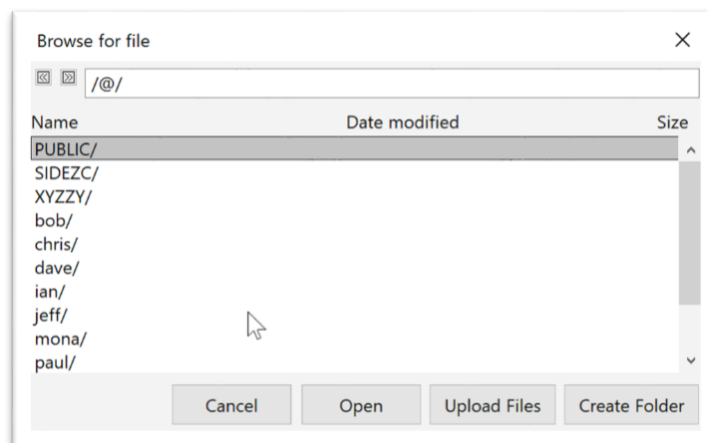 Browse for file
/@/
Name Date modified Size
PUBLIC/
SIDEZC/
XYZZY/
bob/
chris/
dave/
ian/
jeff/
mona/
paul/
Cancel Open Upload Files Create Folder